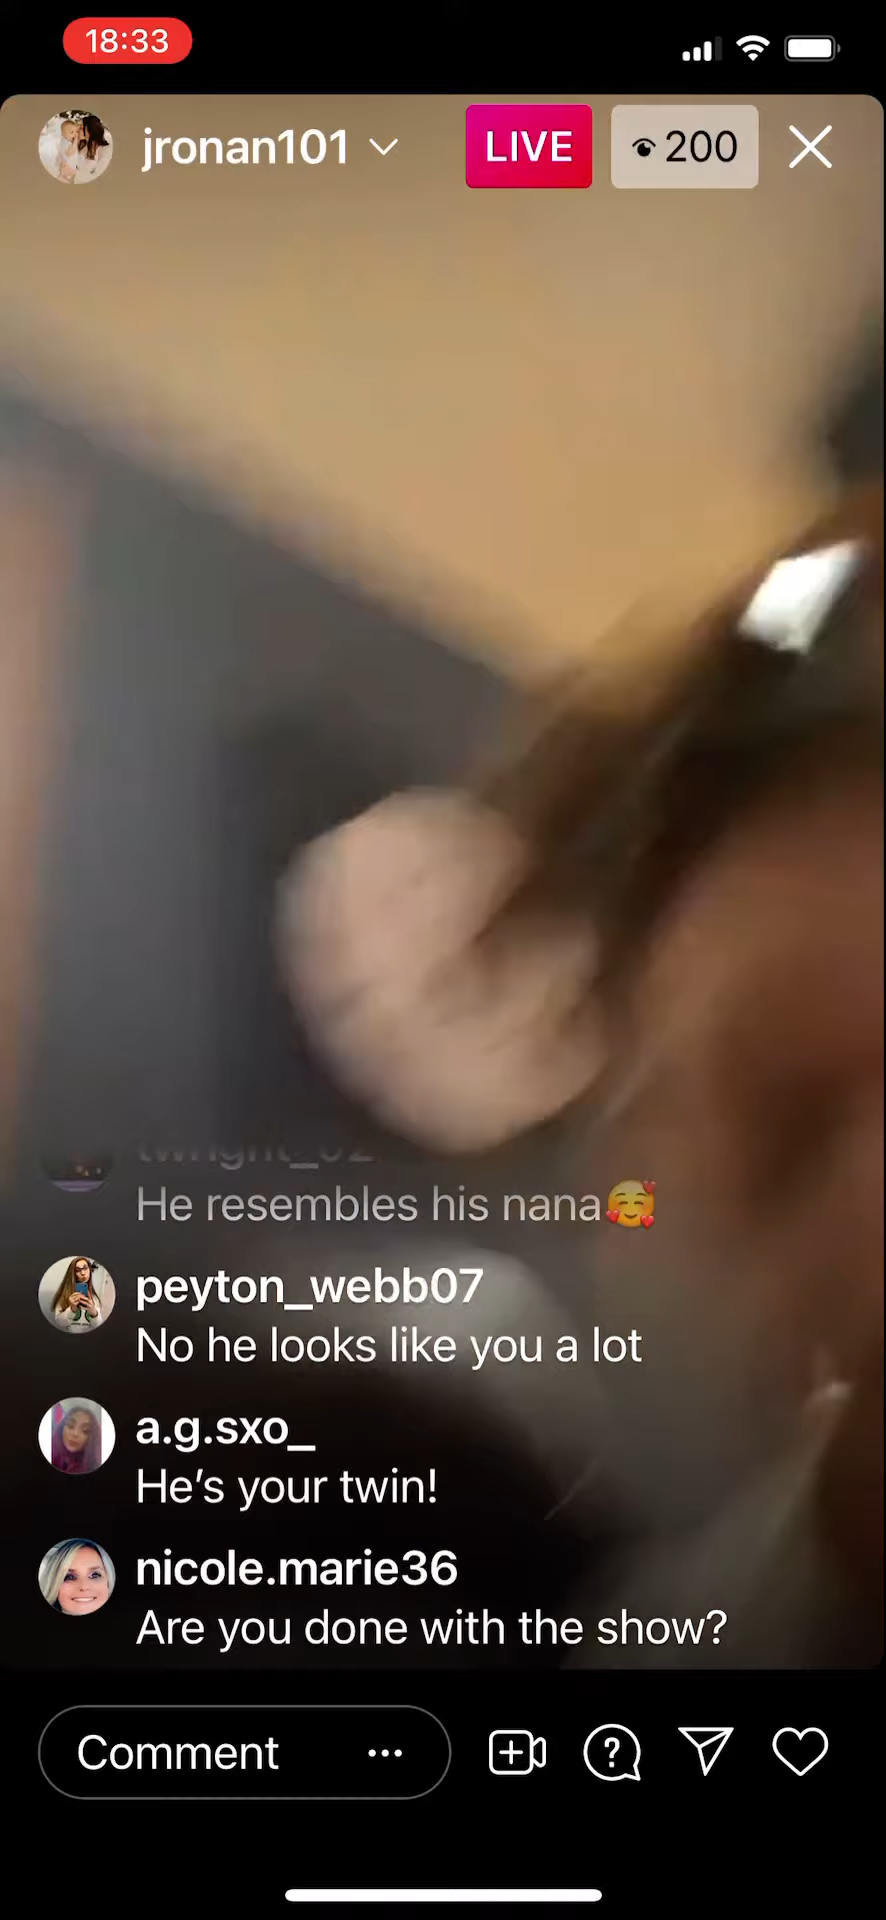 18:33
jronan101
LIVE
200
He resembles his nana🥰
peyton_webb07
No he looks like you a lot
a.g.sxo_
He's your twin!
nicole.marie36
Are you done with the show?
Comment